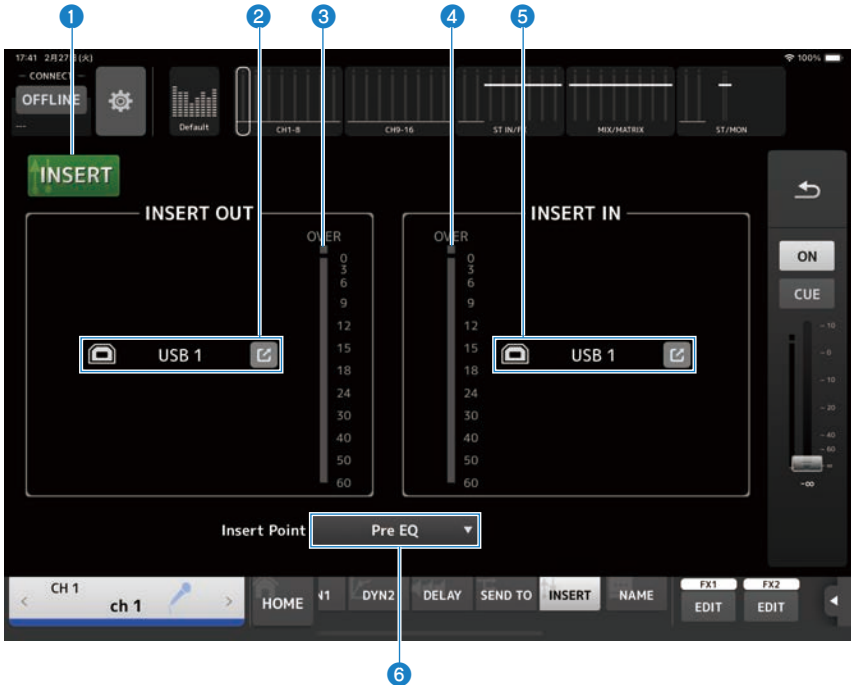 1 2 3 4 5
17:41 2月27日(火) 100%
CONNECT
OFFLINE
---
Default CH1-8 CH9-16 ST IN/FX MIX/MATRIX ST/MON
INSERT
INSERT OUT INSERT IN
OVER OVER
0 0
3 3
6 6
9 9
12 12
15 15
18 18
24 24
30 30
40 40
50 50
60 60
USB 1 USB 1
ON
CUE
10
0
10
20
40
60
∞
-∞
Insert Point Pre EQ
CH 1
ch 1
HOME DYN2 DELAY SEND TO INSERT NAME
FX1 FX2
EDIT EDIT
6